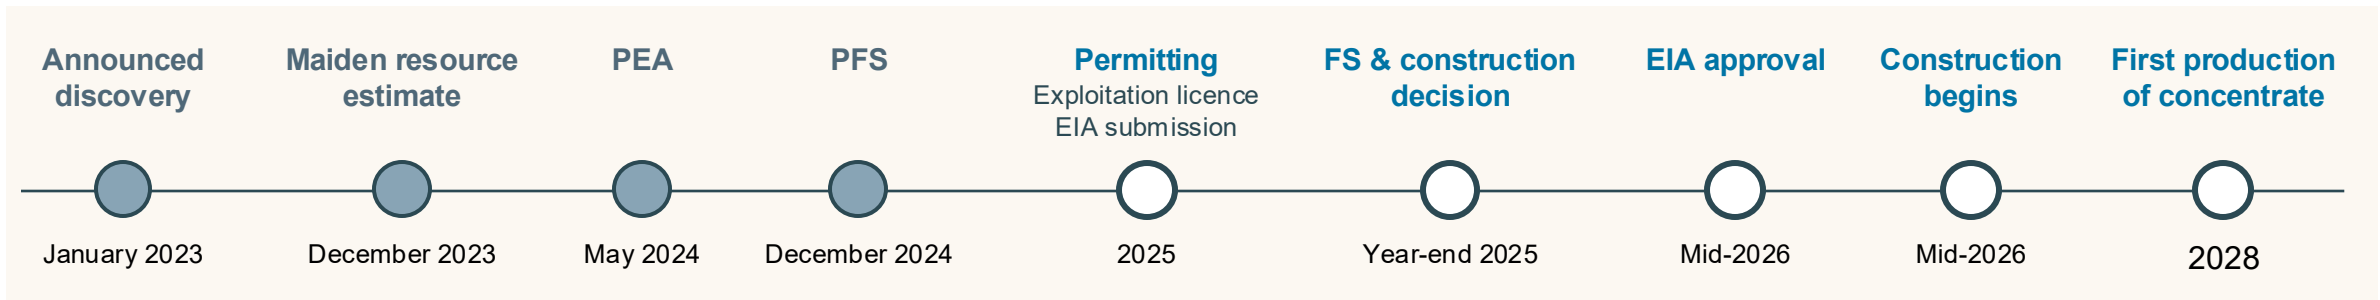 Announced
discovery
Maiden resource
estimate
PEA
PFS
Permitting
Exploitation licence
EIA submission
FS & construction
decision
EIA approval
Construction
begins
First production
of concentrate
January 2023
December 2023
May 2024
December 2024
2025
Year-end 2025
Mid-2026
Mid-2026
2028